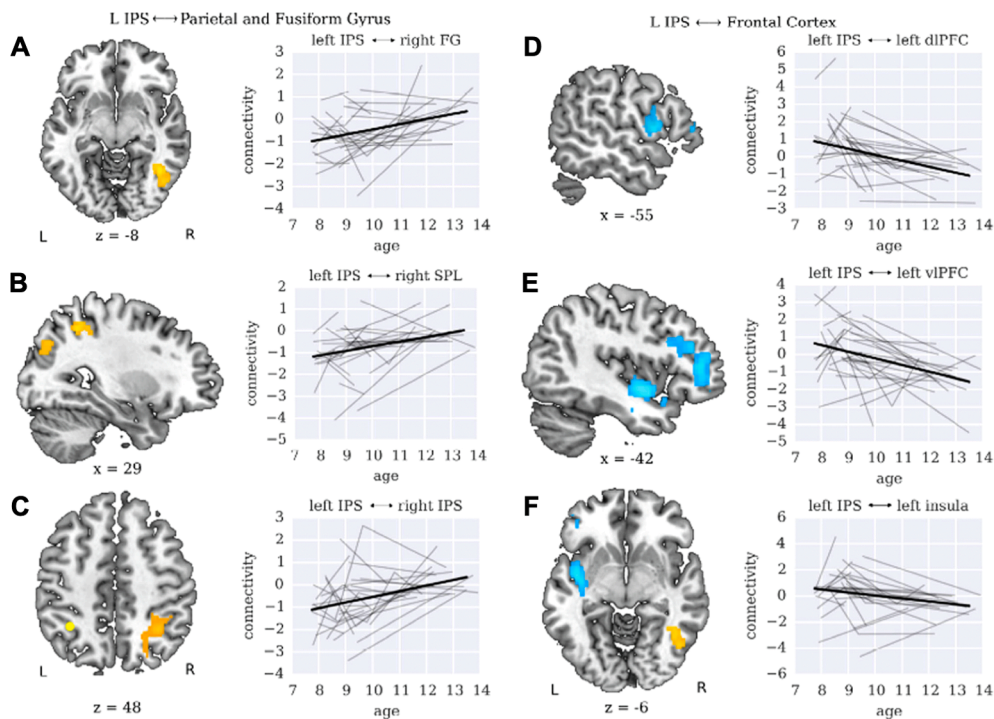 L IPS ⟷ Parietal and Fusiform Gyrus
A
left IPS ⟷ right FG
connectivity
3
2
1
0
−1
−2
−3
−4
7 8 9 10 11 12 13 14
age
L
z = -8
R
B
left IPS ⟷ right SPL
connectivity
2
1
0
−1
−2
−3
−4
−5
7 8 9 10 11 12 13 14
age
x = 29
C
left IPS ⟷ right IPS
connectivity
3
2
1
0
−1
−2
−3
−4
7 8 9 10 11 12 13 14
age
L
R
z = 48
L IPS ⟷ Frontal Cortex
D
left IPS ⟷ left dlPFC
connectivity
6
5
4
3
2
1
0
−1
−2
−3
7 8 9 10 11 12 13 14
age
x = -55
E
left IPS ⟷ left vlPFC
connectivity
4
3
2
1
0
−1
−2
−3
−4
−5
7 8 9 10 11 12 13 14
age
x = -42
F
left IPS ⟷ left insula
connectivity
6
4
2
0
−2
−4
−6
7 8 9 10 11 12 13 14
age
L
R
z = -6